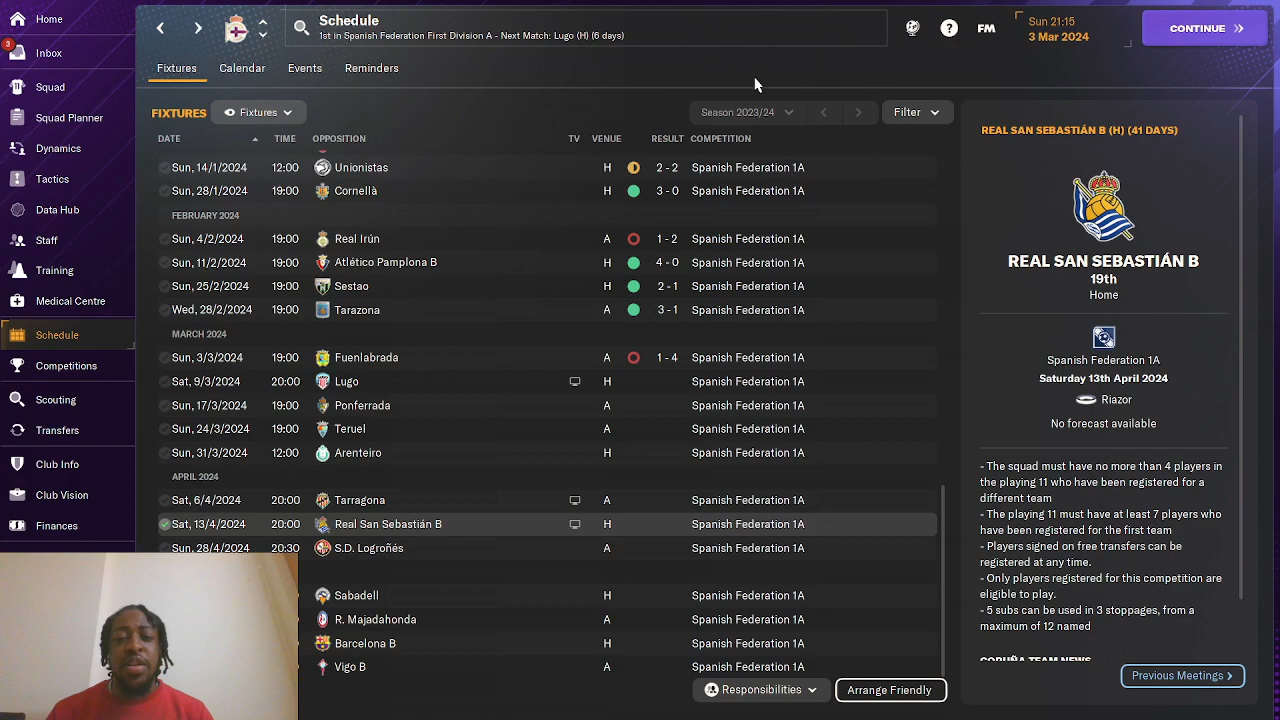 Home
3
Inbox
Squad
Squad Planner
Dynamics
Tactics
Data Hub
Staff
Training
Medical Centre
Schedule
Competitions
Scouting
Transfers
Club Info
Club Vision
Finances
Schedule
1st in Spanish Federation First Division A - Next Match: Lugo (H) (6 days)
?
FM
Sun 21:15
3 Mar 2024
CONTINUE
Fixtures Calendar Events Reminders
FIXTURES Fixtures Season 2023/24 Filter
DATE TIME OPPOSITION TV VENUE RESULT COMPETITION
Sun, 14/1/2024 12:00 Unionistas H 2 - 2 Spanish Federation 1A
Sun, 28/1/2024 19:00 Cornellà H 3 - 0 Spanish Federation 1A
FEBRUARY 2024
Sun, 4/2/2024 19:00 Real Irún A 1 - 2 Spanish Federation 1A
Sun, 11/2/2024 19:00 Atlético Pamplona B H 4 - 0 Spanish Federation 1A
Sun, 25/2/2024 19:00 Sestao H 2 - 1 Spanish Federation 1A
Wed, 28/2/2024 19:00 Tarazona A 3 - 1 Spanish Federation 1A
MARCH 2024
Sun, 3/3/2024 19:00 Fuenlabrada A 1 - 4 Spanish Federation 1A
Sat, 9/3/2024 20:00 Lugo H Spanish Federation 1A
Sun, 17/3/2024 19:00 Ponferrada A Spanish Federation 1A
Sun, 24/3/2024 19:00 Teruel A Spanish Federation 1A
Sun, 31/3/2024 12:00 Arenteiro H Spanish Federation 1A
APRIL 2024
Sat, 6/4/2024 20:00 Tarragona A Spanish Federation 1A
Sat, 13/4/2024 20:00 Real San Sebastián B H Spanish Federation 1A
Sun, 28/4/2024 20:30 S.D. Logroñés A Spanish Federation 1A
Sabadell H Spanish Federation 1A
R. Majadahonda A Spanish Federation 1A
Barcelona B H Spanish Federation 1A
Vigo B A Spanish Federation 1A
Responsibilities Arrange Friendly
REAL SAN SEBASTIÁN B (H) (41 DAYS)
REAL SAN SEBASTIÁN B
19th
Home
Spanish Federation 1A
Saturday 13th April 2024
Riazor
No forecast available
- The squad must have no more than 4 players in
the playing 11 who have been registered for a
different team
- The playing 11 must have at least 7 players who
have been registered for the first team
- Players signed on free transfers can be
registered at any time.
- Only players registered for this competition are
eligible to play.
- 5 subs can be used in 3 stoppages, from a
maximum of 12 named
CORUÑA TEAM NEWS
Previous Meetings